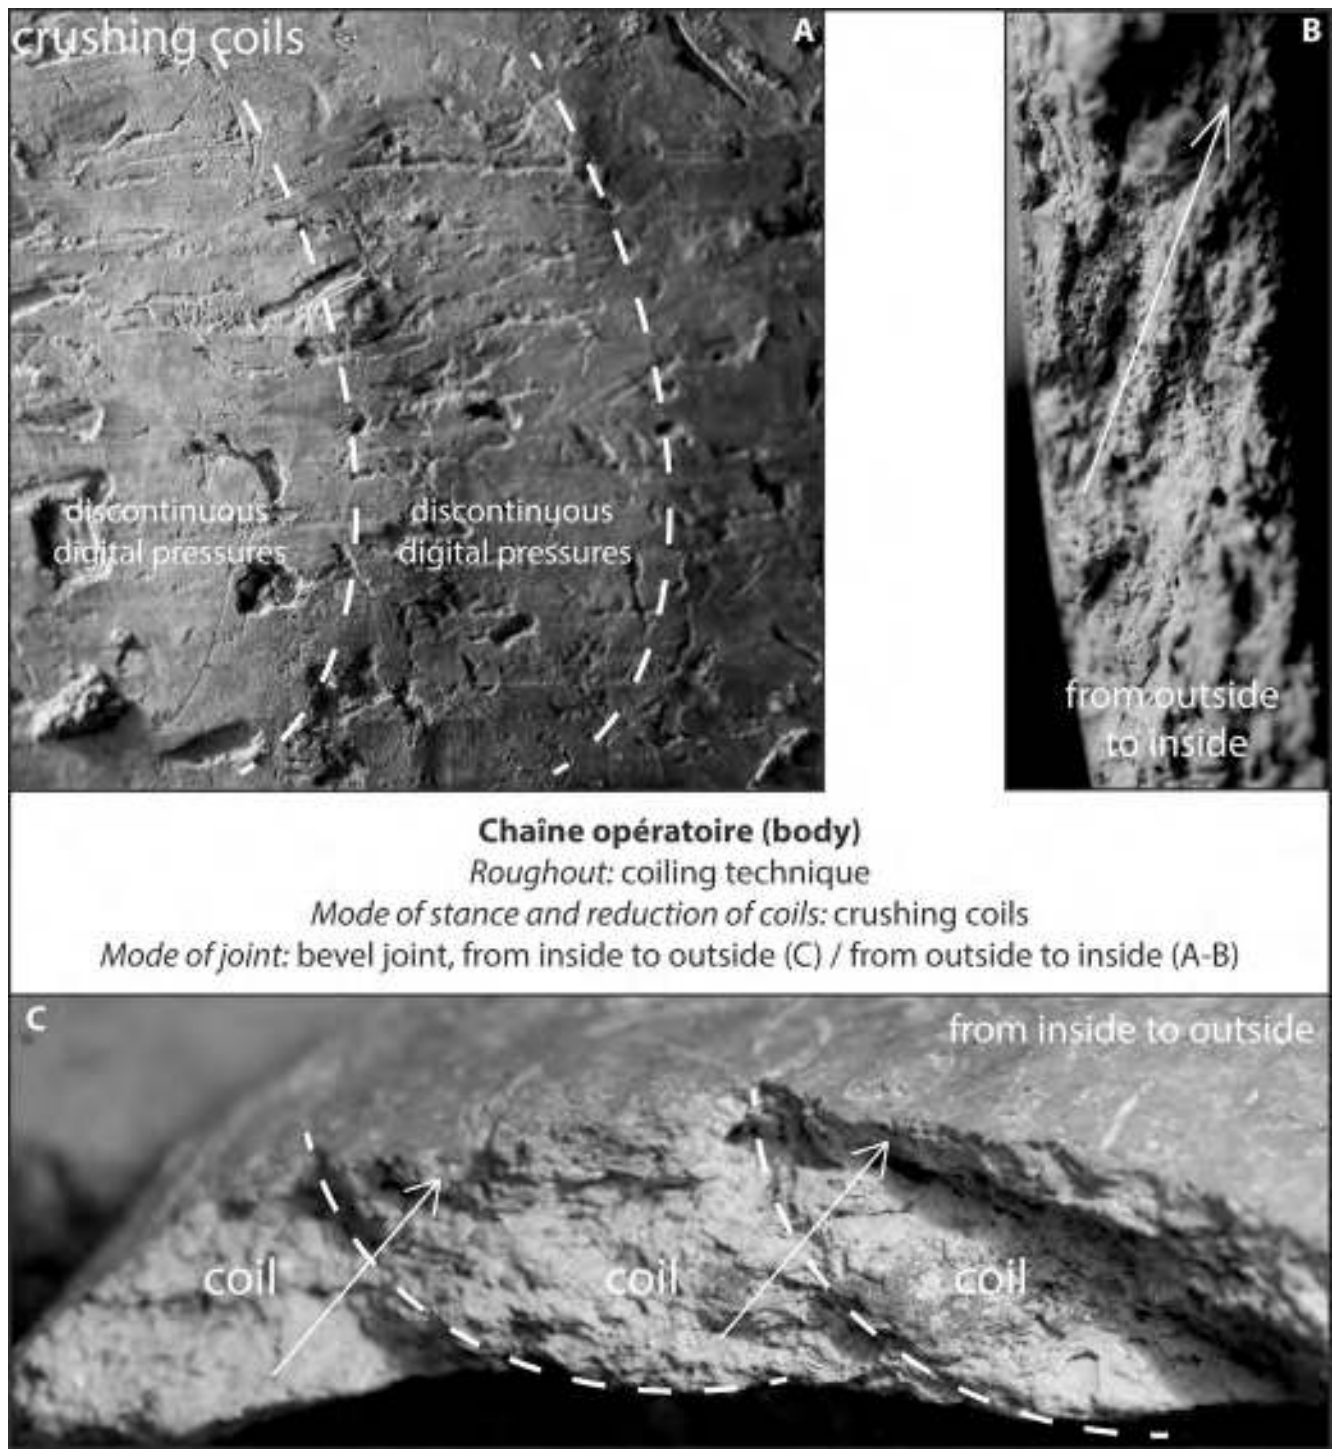 crushing coils
A
discontinuous
digital pressures
discontinuous
digital pressures
B
from outside
to inside
Chaîne opératoire (body)
Roughout: coiling technique
Mode of stance and reduction of coils: crushing coils
Mode of joint: bevel joint, from inside to outside (C) / from outside to inside (A-B)
C
from inside to outside
coil
coil
coil